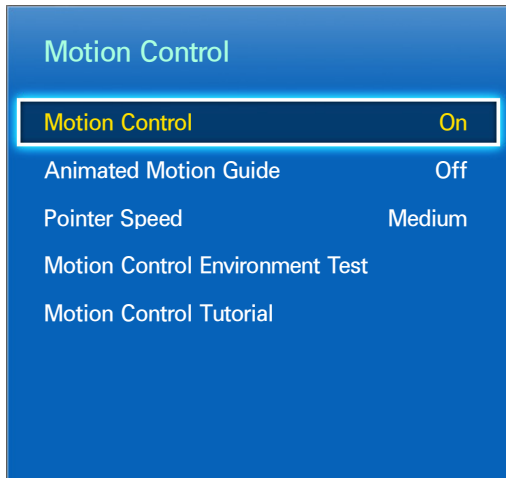 Motion Control
Motion Control On
Animated Motion Guide Off
Pointer Speed Medium
Motion Control Environment Test
Motion Control Tutorial